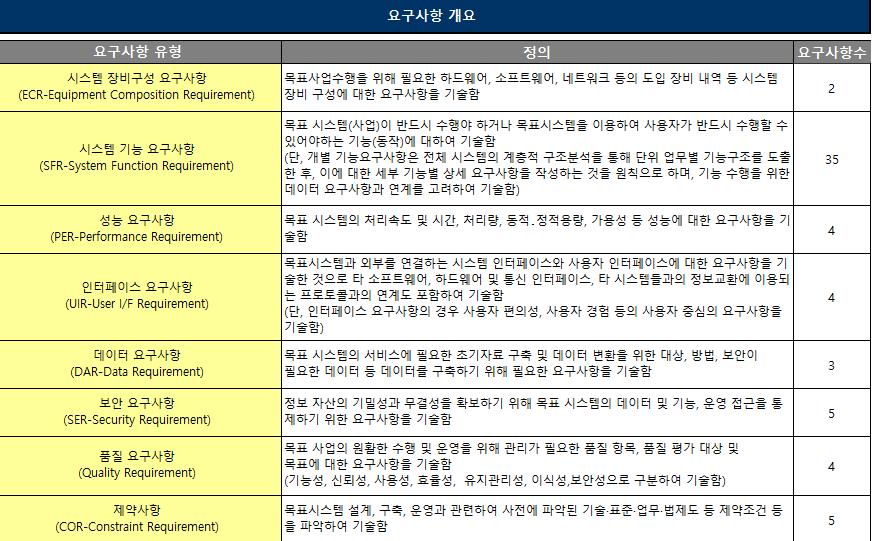 요구사항 개요
요구사항 유형 정의 요구사항수
시스템 장비구성 요구사항
(ECR-Equipment Composition Requirement)
목표사업수행을 위해 필요한 하드웨어, 소프트웨어, 네트워크 등의 도입 장비 내역 등 시스템
장비 구성에 대한 요구사항을 기술함
2
시스템 기능 요구사항
(SFR-System Function Requirement)
목표 시스템(사업)이 반드시 수행야 하거나 목표시스템을 이용하여 사용자가 반드시 수행할 수
있어야하는 기능(동작)에 대하여 기술함
(단, 개별 기능요구사항은 전체 시스템의 계층적 구조분석을 통해 단위 업무별 기능구조를 도출
한 후, 이에 대한 세부 기능별 상세 요구사항을 작성하는 것을 원칙으로 하며, 기능 수행을 위한
데이터 요구사항과 연계를 고려하여 기술함)
35
성능 요구사항
(PER-Performance Requirement)
목표 시스템의 처리속도 및 시간, 처리량, 동적․정적용량, 가용성 등 성능에 대한 요구사항을 기
술함
4
인터페이스 요구사항
(UIR-User I/F Requirement)
목표시스템과 외부를 연결하는 시스템 인터페이스와 사용자 인터페이스에 대한 요구사항을 기
술한 것으로 타 소프트웨어, 하드웨어 및 통신 인터페이스, 타 시스템들과의 정보교환에 이용되
는 프로토콜과의 연계도 포함하여 기술함
(단, 인터페이스 요구사항의 경우 사용자 편의성, 사용자 경험 등의 사용자 중심의 요구사항을
기술함)
4
데이터 요구사항
(DAR-Data Requirement)
목표 시스템의 서비스에 필요한 초기자료 구축 및 데이터 변환을 위한 대상, 방법, 보안이
필요한 데이터 등 데이터를 구축하기 위해 필요한 요구사항을 기술함
3
보안 요구사항
(SER-Security Requirement)
정보 자산의 기밀성과 무결성을 확보하기 위해 목표 시스템의 데이터 및 기능, 운영 접근을 통
제하기 위한 요구사항을 기술함
5
품질 요구사항
(Quality Requirement)
목표 사업의 원활한 수행 및 운영을 위해 관리가 필요한 품질 항목, 품질 평가 대상 및
목표에 대한 요구사항을 기술함
(기능성, 신뢰성, 사용성, 효율성, 유지관리성, 이식성,보안성으로 구분하여 기술함)
4
제약사항
(COR-Constraint Requirement)
목표시스템 설계, 구축, 운영과 관련하여 사전에 파악된 기술·표준·업무·법제도 등 제약조건 등
을 파악하여 기술함
5